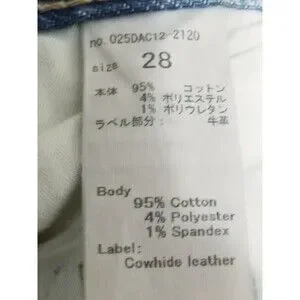 no. 025DAC12-2120
size 28
本体 95% コットン
4% ポリエステル
1% ポリウレタン
ラベル部分: 牛革
Body
95% Cotton
4% Polyester
1% Spandex
Label:
Cowhide leather